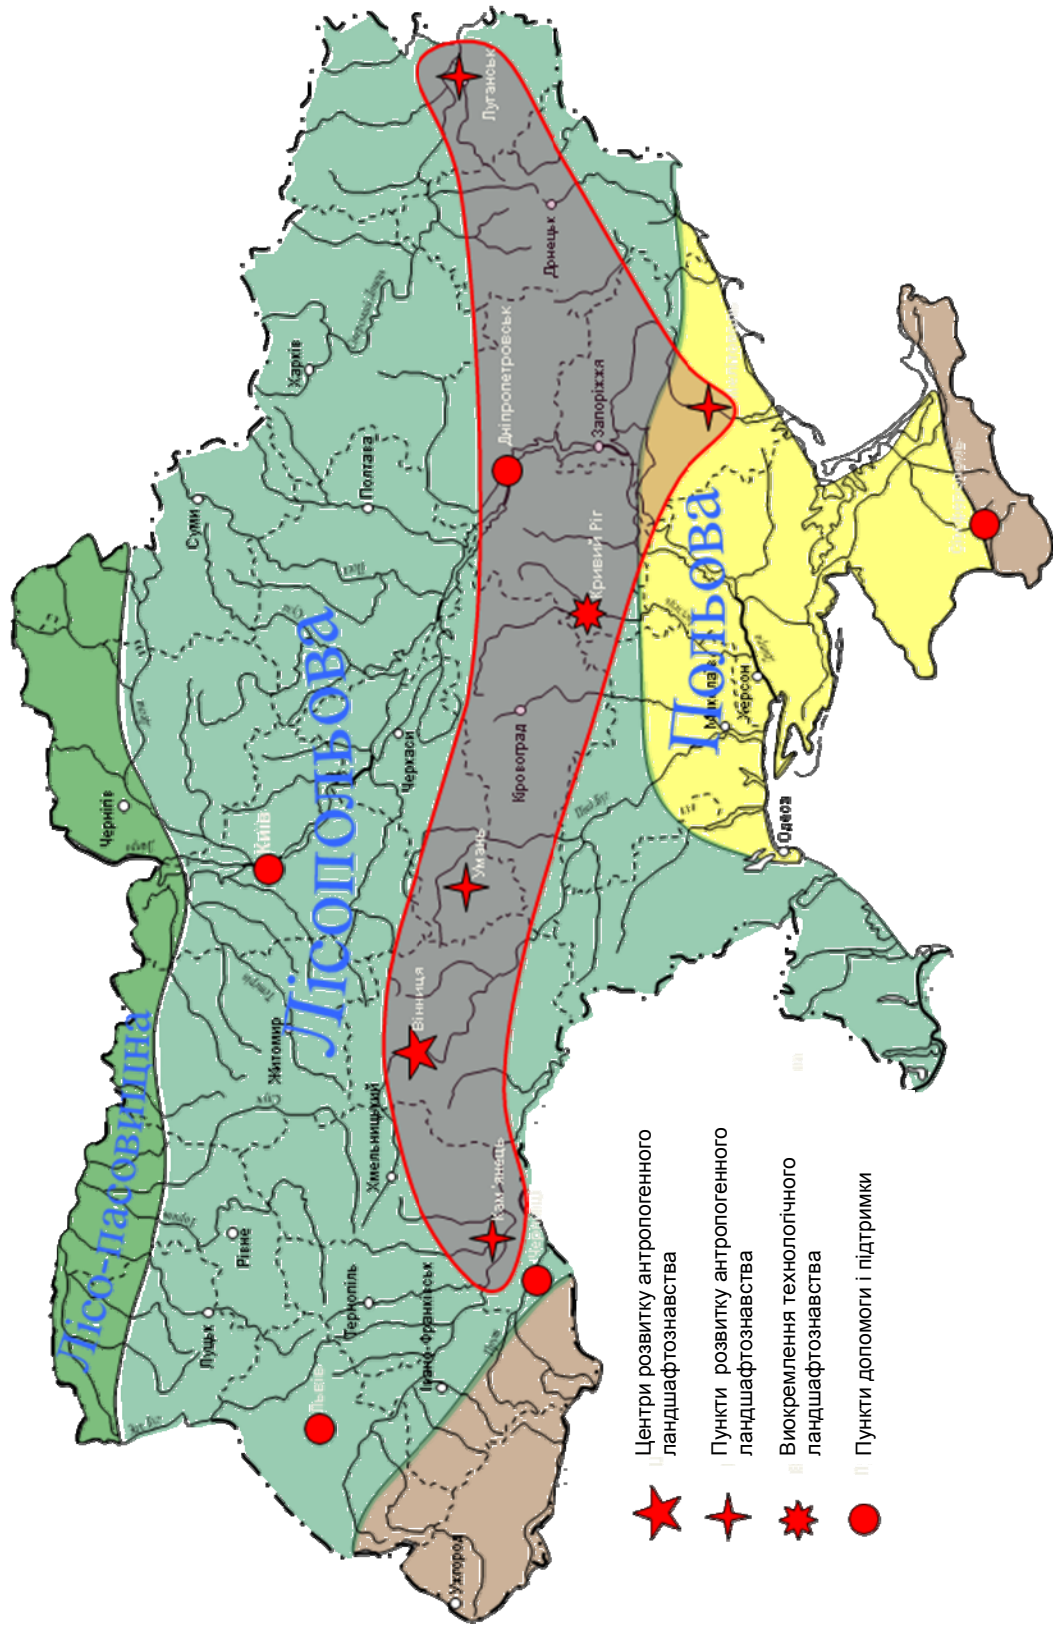 Лісо-пасовищна
Лісопольова
Польова
Чернігів
Суми
Київ
Харків
Полтава
Житомир
Рівне
Луцьк
Львів
Тернопіль
Хмельницький
Івано-Франківськ
Ужгород
Черкаси
Вінниця
Умань
Кам'янець
Кіровоград
Кривий Ріг
Дніпропетровськ
Запоріжжя
Донецьк
Луганськ
Херсон
Одеса
Центри розвитку антропогенного
ландшафтознавства
Пункти розвитку антропогенного
ландшафтознавства
Виокремлення технологічного
ландшафтознавства
Пункти допомоги і підтримки